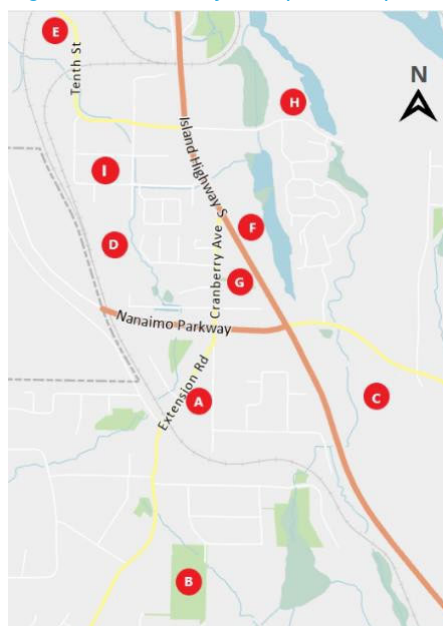 E
Tenth St
N
H
Island Highway S
I
F
D
Cranberry Ave
G
Nanaimo Parkway
Extension Rd
A
C
B